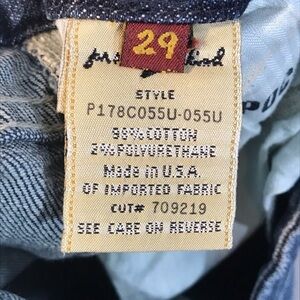 29
STYLE
P178C055U-055U
98% COTTON
2% POLYURETHANE
MADE IN U.S.A.
OF IMPORTED FABRIC
CUT# 709219
SEE CARE ON REVERSE